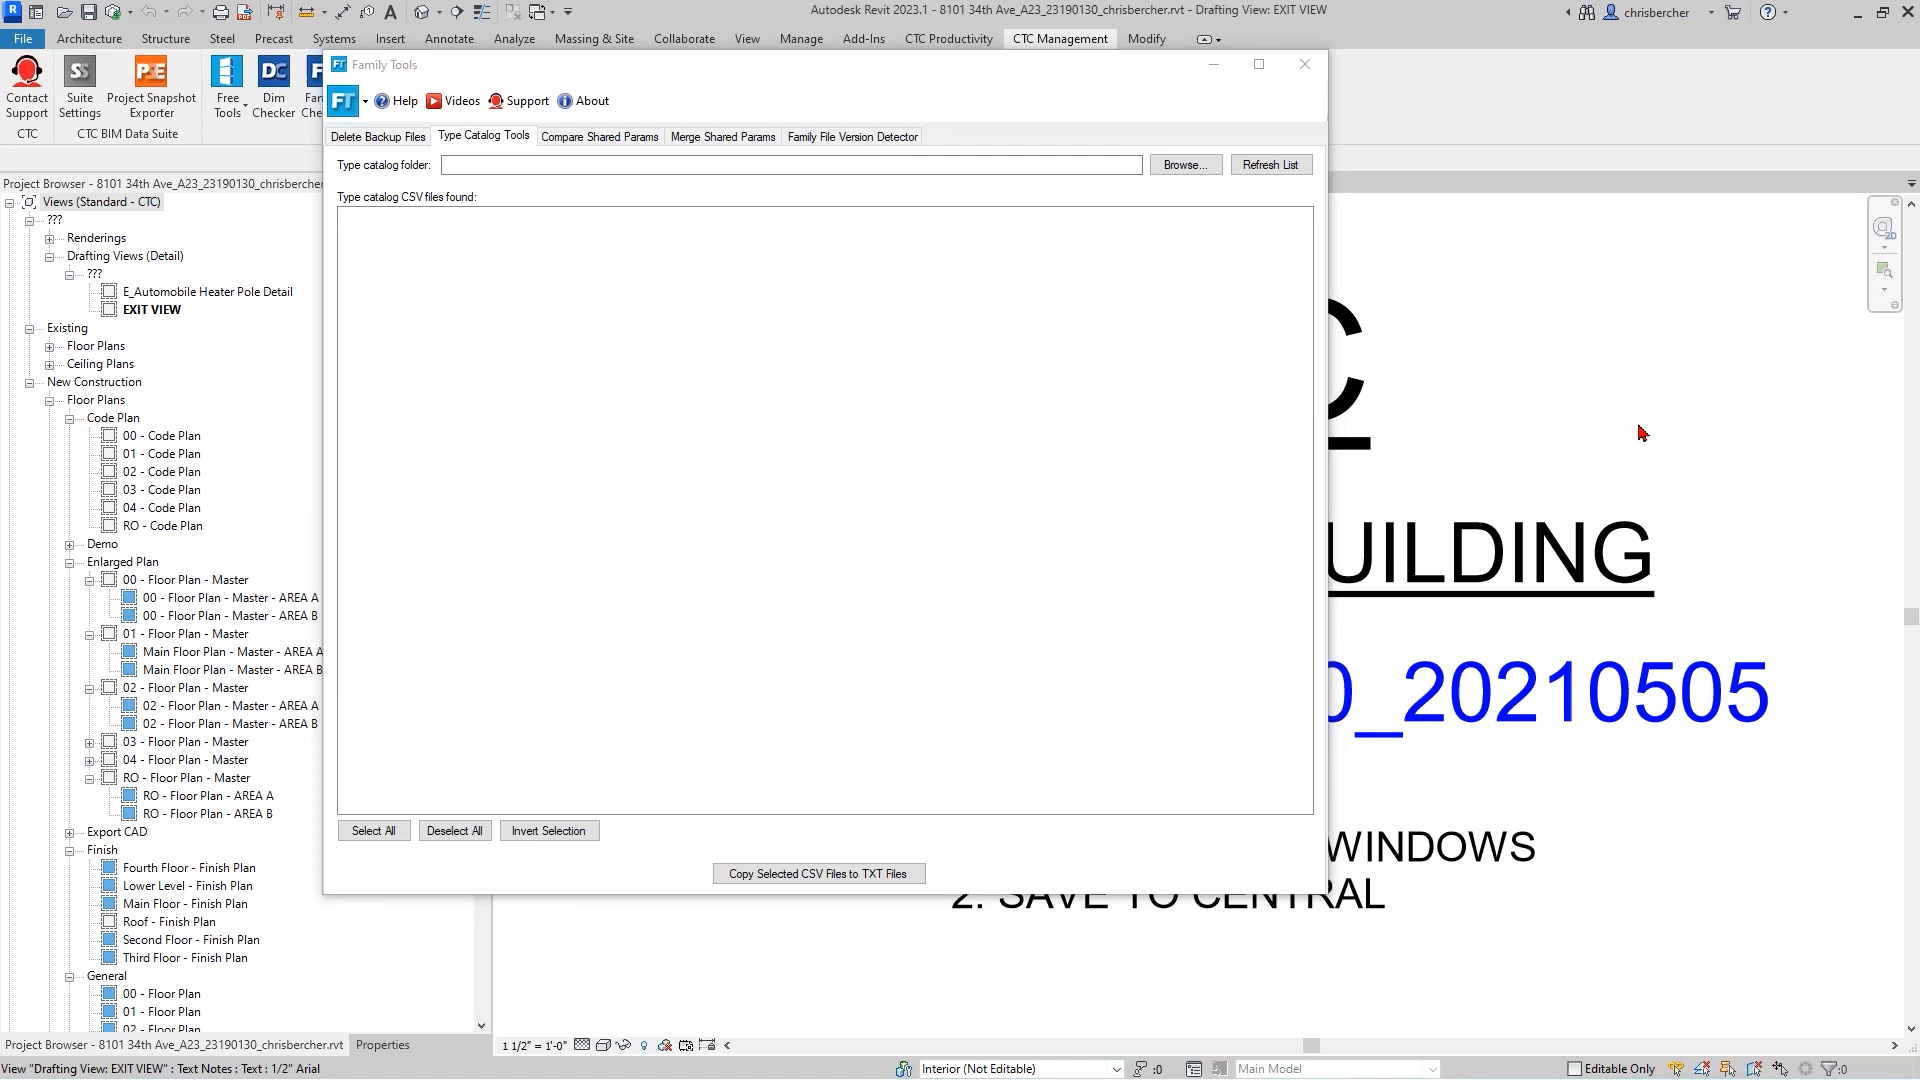 Autodesk Revit 2023.1 - 8101 34th Ave_A23_23190130_chrisbercher.rvt - Drafting View: EXIT VIEW
chrisbercher
File Architecture Structure Steel Precast Systems Insert Annotate Analyze Massing & Site Collaborate View Manage Add-Ins CTC Productivity CTC Management Modify
Contact Support
Suite Settings
Project Snapshot Exporter
Free Tools
Dim Checker
CTC
CTC BIM Data Suite
FT Family Tools
FT Help Videos Support About
Delete Backup Files Type Catalog Tools Compare Shared Params Merge Shared Params Family File Version Detector
Type catalog folder: Browse... Refresh List
Type catalog CSV files found:
Select All Deselect All Invert Selection
Copy Selected CSV Files to TXT Files
Project Browser - 8101 34th Ave_A23_23190130_chrisbercher
Views (Standard - CTC)
???
Renderings
Drafting Views (Detail)
???
E_Automobile Heater Pole Detail
EXIT VIEW
Existing
Floor Plans
Ceiling Plans
New Construction
Floor Plans
Code Plan
00 - Code Plan
01 - Code Plan
02 - Code Plan
03 - Code Plan
04 - Code Plan
RO - Code Plan
Demo
Enlarged Plan
00 - Floor Plan - Master
00 - Floor Plan - Master - AREA A
00 - Floor Plan - Master - AREA B
01 - Floor Plan - Master
Main Floor Plan - Master - AREA A
Main Floor Plan - Master - AREA B
02 - Floor Plan - Master
02 - Floor Plan - Master - AREA A
02 - Floor Plan - Master - AREA B
03 - Floor Plan - Master
04 - Floor Plan - Master
RO - Floor Plan - Master
RO - Floor Plan - AREA A
RO - Floor Plan - AREA B
Export CAD
Finish
Fourth Floor - Finish Plan
Lower Level - Finish Plan
Main Floor - Finish Plan
Roof - Finish Plan
Second Floor - Finish Plan
Third Floor - Finish Plan
General
00 - Floor Plan
01 - Floor Plan
02 - Floor Plan
UILDING
0_20210505
WINDOWS
2. SAVE TO CENTRAL
Project Browser - 8101 34th Ave_A23_23190130_chrisbercher.rvt Properties
1 1/2" = 1'-0"
View "Drafting View: EXIT VIEW" : Text Notes : Text : 1/2" Arial
Interior (Not Editable) :0 Main Model Editable Only :0